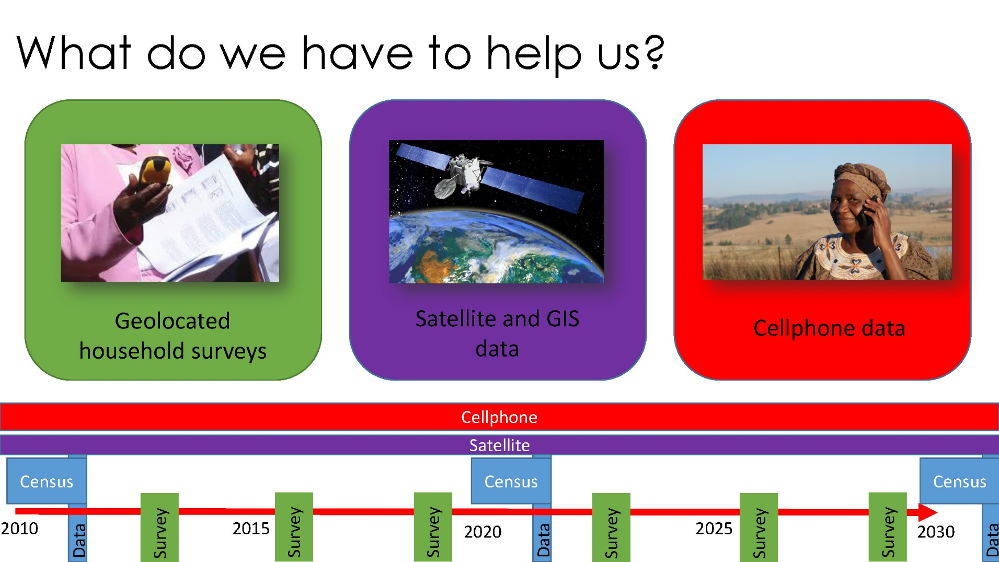 What do we have to help us?
Geolocated
household surveys
Satellite and GIS
data
Cellphone data
Cellphone
Satellite
Census
Census
Census
2010
Data
Survey
2015
Survey
Survey
2020
Data
Survey
2025
Survey
Survey
2030
Data